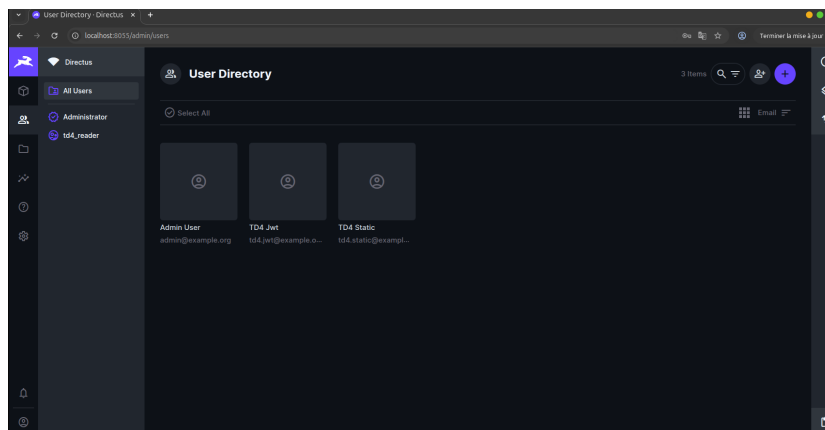 User Directory · Directus
localhost:8055/admin/users
Terminer la mise à jour
Directus
User Directory
3 Items
All Users
Select All
Email
Administrator
td4_reader
Admin User
admin@example.org
TD4 Jwt
td4.jwt@example.o...
TD4 Static
td4.static@exampl...